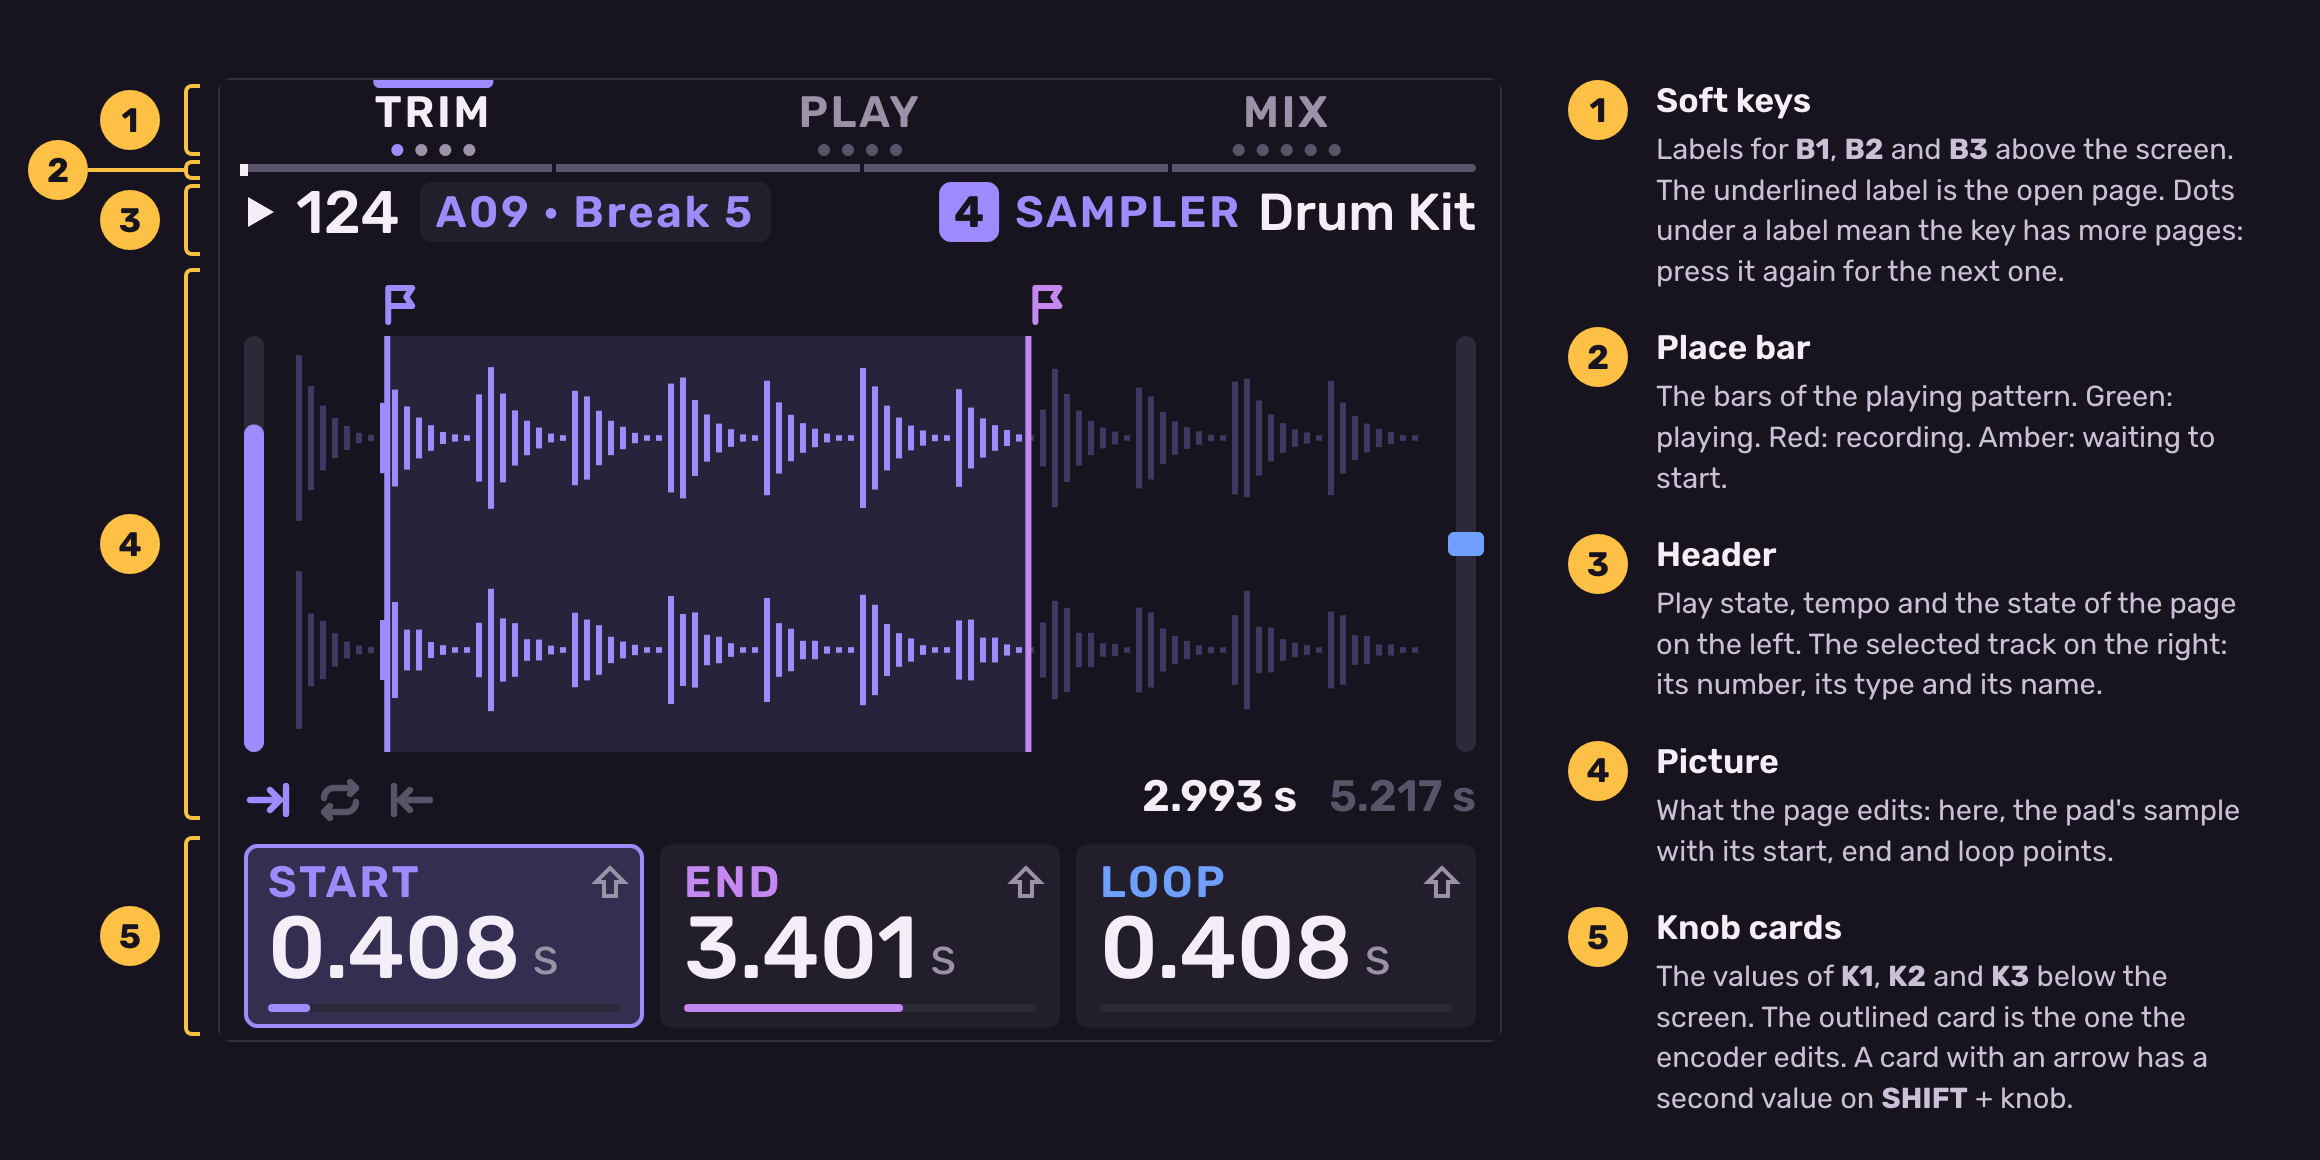 1
2
3
4
5
TRIM
PLAY
MIX
124
A09 • Break 5
4 SAMPLER Drum Kit
2.993 s 5.217 s
START
0.408 s
END
3.401 s
LOOP
0.408 s
1
Soft keys
Labels for B1, B2 and B3 above the screen.
The underlined label is the open page. Dots
under a label mean the key has more pages:
press it again for the next one.
2
Place bar
The bars of the playing pattern. Green:
playing. Red: recording. Amber: waiting to
start.
3
Header
Play state, tempo and the state of the page
on the left. The selected track on the right:
its number, its type and its name.
4
Picture
What the page edits: here, the pad's sample
with its start, end and loop points.
5
Knob cards
The values of K1, K2 and K3 below the
screen. The outlined card is the one the
encoder edits. A card with an arrow has a
second value on SHIFT + knob.